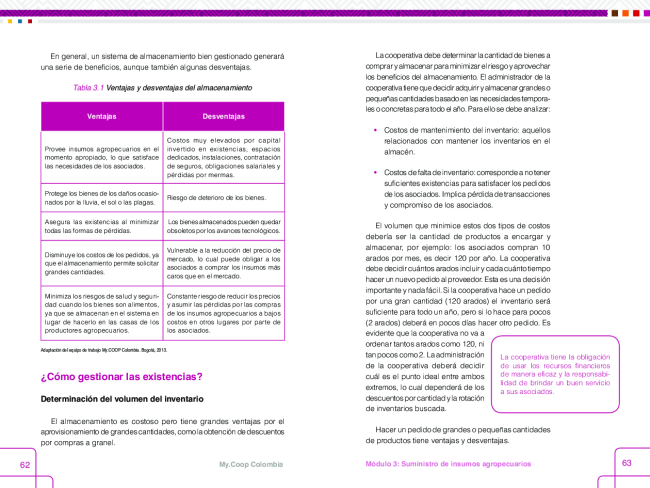 En general, un sistema de almacenamiento bien gestionado generará
una serie de beneficios, aunque también algunas desventajas.
Tabla 3.1 Ventajas y desventajas del almacenamiento
Ventajas
Desventajas
Provee insumos agropecuarios en el
momento apropiado, lo que satisface
las necesidades de los asociados.
Costos muy elevados por capital
invertido en existencias, espacios
dedicados, instalaciones, contratación
de seguros, obligaciones salariales y
pérdidas por mermas.
Protege los bienes de los daños ocasio-
nados por la lluvia, el sol o las plagas.
Riesgo de deterioro de los bienes.
Asegura las existencias al minimizar
todas las formas de pérdidas.
Los bienes almacenados pueden quedar
obsoletos por los avances tecnológicos.
Disminuye los costos de los pedidos, ya
que el almacenamiento permite solicitar
grandes cantidades.
Vulnerable a la reducción del precio de
mercado, lo cual puede obligar a los
asociados a comprar los insumos más
caros que en el mercado.
Minimiza los riesgos de salud y seguri-
dad cuando los bienes son alimentos,
ya que se almacenan en el sistema en
lugar de hacerlo en las casas de los
productores agropecuarios.
Constante riesgo de reducir los precios
y asumir las pérdidas por las compras
de los insumos agropecuarios a bajos
costos en otros lugares por parte de
los asociados.
Adaptación del equipo de trabajo My.COOP Colombia. Bogotá, 2013.
¿Cómo gestionar las existencias?
Determinación del volumen del inventario
El almacenamiento es costoso pero tiene grandes ventajas por el
aprovisionamiento de grandes cantidades, como la obtención de descuentos
por compras a granel.
62
My.Coop Colombia
La cooperativa debe determinar la cantidad de bienes a
comprar y almacenar para minimizar el riesgo y aprovechar
los beneficios del almacenamiento. El administrador de la
cooperativa tiene que decidir adquirir y almacenar grandes o
pequeñas cantidades basado en las necesidades tempora-
les o concretas para todo el año. Para ello se debe analizar:
• Costos de mantenimiento del inventario: aquellos
relacionados con mantener los inventarios en el
almacén.
• Costos de falta de inventario: corresponde a no tener
suficientes existencias para satisfacer los pedidos
de los asociados. Implica pérdida de transacciones
y compromiso de los asociados.
El volumen que minimice estos dos tipos de costos
debería ser la cantidad de productos a encargar y
almacenar, por ejemplo: los asociados compran 10
arados por mes, es decir 120 por año. La cooperativa
debe decidir cuántos arados incluir y cada cuánto tiempo
hacer un nuevo pedido al proveedor. Esta es una decisión
importante y nada fácil. Si la cooperativa hace un pedido
por una gran cantidad (120 arados) el inventario será
suficiente para todo un año, pero si lo hace para pocos
(2 arados) deberá en pocos días hacer otro pedido. Es
evidente que la cooperativa no va a
ordenar tantos arados como 120, ni
tan pocos como 2. La administración
de la cooperativa deberá decidir
cuál es el punto ideal entre ambos
extremos, lo cual dependerá de los
descuentos por cantidad y la rotación
de inventarios buscada.
La cooperativa tiene la obligación
de usar los recursos financieros
de manera eficaz y la responsabi-
lidad de brindar un buen servicio
a sus asociados.
Hacer un pedido de grandes o pequeñas cantidades
de productos tiene ventajas y desventajas.
Módulo 3: Suministro de insumos agropecuarios
63